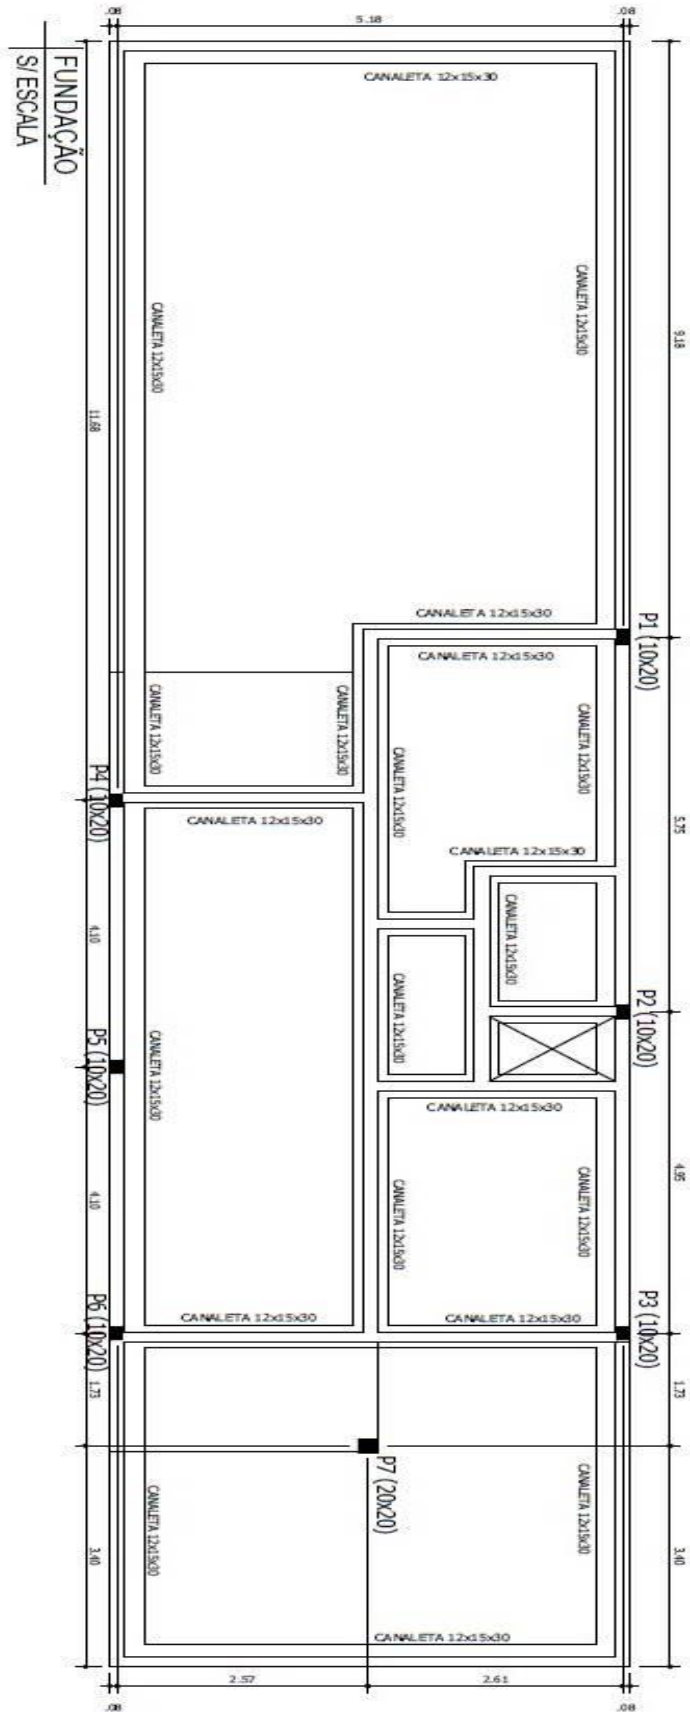 .08
5.18
.08
FUNDAÇÃO
S/ ESCALA
CANALETA 12x15x30
CANALETA 12x15x30
CANALETA 12x15x30
9.18
11.68
CANALETA 12x15x30
P1 (10x20)
CANALETA 12x15x30
CANALETA 12x15x30
CANALETA 12x15x30
CANALETA 12x15x30
CANALETA 12x15x30
P4 (10x20)
CANALETA 12x15x30
CANALETA 12x15x30
5.75
CANALETA 12x15x30
4.10
P2 (10x20)
CANALETA 12x15x30
P5 (10x20)
CANALETA 12x15x30
CANALETA 12x15x30
4.95
4.10
CANALETA 12x15x30
CANALETA 12x15x30
CANALETA 12x15x30
CANALETA 12x15x30
P3 (10x20)
P6 (10x20)
1.73
1.73
P7 (20x20)
CANALETA 12x15x30
CANALETA 12x15x30
3.40
3.40
CANALETA 12x15x30
.08
2.57
2.61
.08